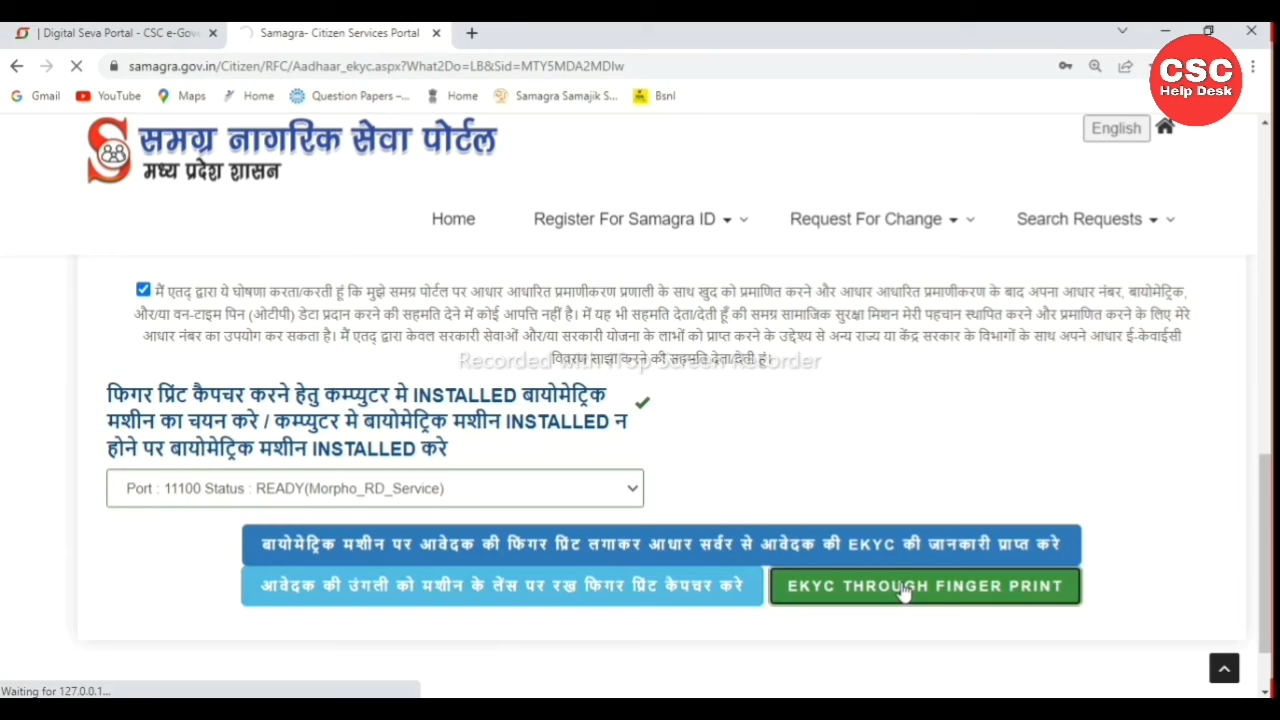 | Digital Seva Portal - CSC e-Gov
Samagra- Citizen Services Portal
samagra.gov.in/Citizen/RFC/Aadhaar_ekyc.aspx?What2Do=LB&Sid=MTY5MDA2MDIw
CSC
Help Desk
Gmail YouTube Maps Home Question Papers –... Home Samagra Samajik S... Bsnl
समग्र नागरिक सेवा पोर्टल
मध्य प्रदेश शासन
English
Home Register For Samagra ID Request For Change Search Requests
मैं एतद् द्वारा ये घोषणा करता/करती हूं कि मुझे समग्र पोर्टल पर आधार आधारित प्रमाणीकरण प्रणाली के साथ खुद को प्रमाणित करने और आधार आधारित प्रमाणीकरण के बाद अपना आधार नंबर, बायोमेट्रिक,
और/या वन-टाइम पिन (ओटीपी) डेटा प्रदान करने की सहमति देने में कोई आपत्ति नहीं है। में यह भी सहमति देता/देती हूँ की समग्र सामाजिक सुरक्षा मिशन मेरी पहचान स्थापित करने और प्रमाणित करने के लिए मेरे
आधार नंबर का उपयोग कर सकता है। मैं एतद् द्वारा केवल सरकारी सेवाओं और/या सरकारी योजना के लाभों को प्राप्त करने के उद्देश्य से अन्य राज्य या केंद्र सरकार के विभागों के साथ अपने आधार ई-केवाईसी
विवरण साझा करने की सहमति देता/देती हूं।
Recorded with Screen Recorder
फिगर प्रिंट कैपचर करने हेतु कम्प्युटर मे INSTALLED बायोमेट्रिक
मशीन का चयन करे / कम्प्युटर मे बायोमेट्रिक मशीन INSTALLED न
होने पर बायोमेट्रिक मशीन INSTALLED करे
Port : 11100 Status : READY(Morpho_RD_Service)
बायोमेट्रिक मशीन पर आवेदक की फिगर प्रिंट लगाकर आधार सर्वर से आवेदक की EKYC की जानकारी प्राप्त करे
आवेदक की उंगली को मशीन के लेंस पर रख फिगर प्रिंट केपचर करे
EKYC THROUGH FINGER PRINT
Waiting for 127.0.0.1...